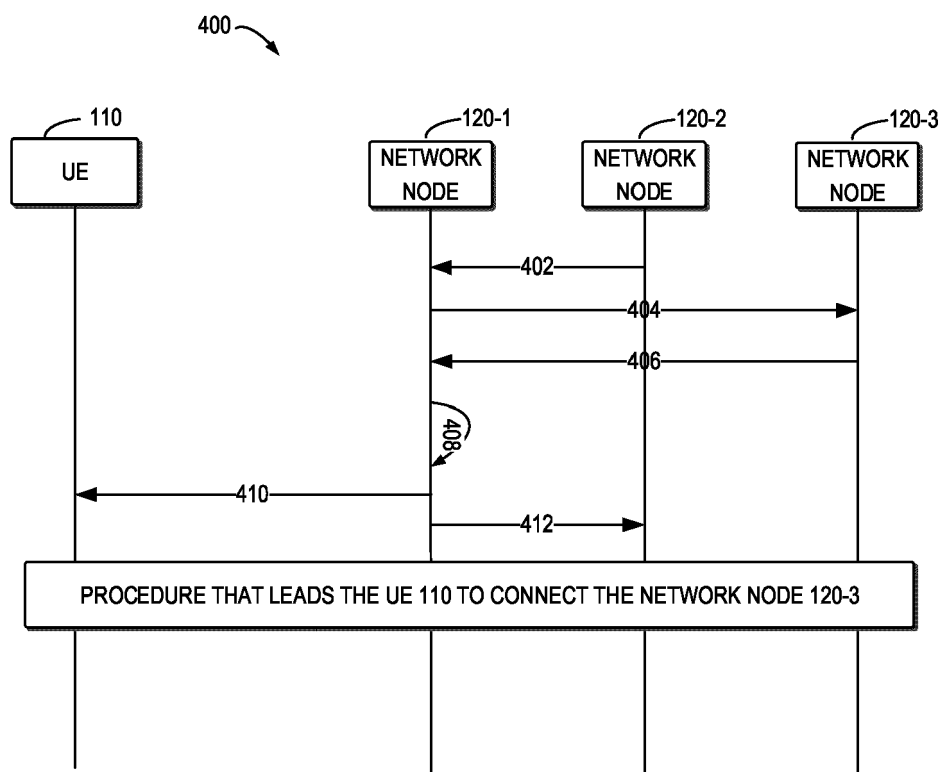 400
110
120-1
120-2
120-3
UE
NETWORK
NODE
NETWORK
NODE
NETWORK
NODE
402
404
406
408
410
412
PROCEDURE THAT LEADS THE UE 110 TO CONNECT THE NETWORK NODE 120-3